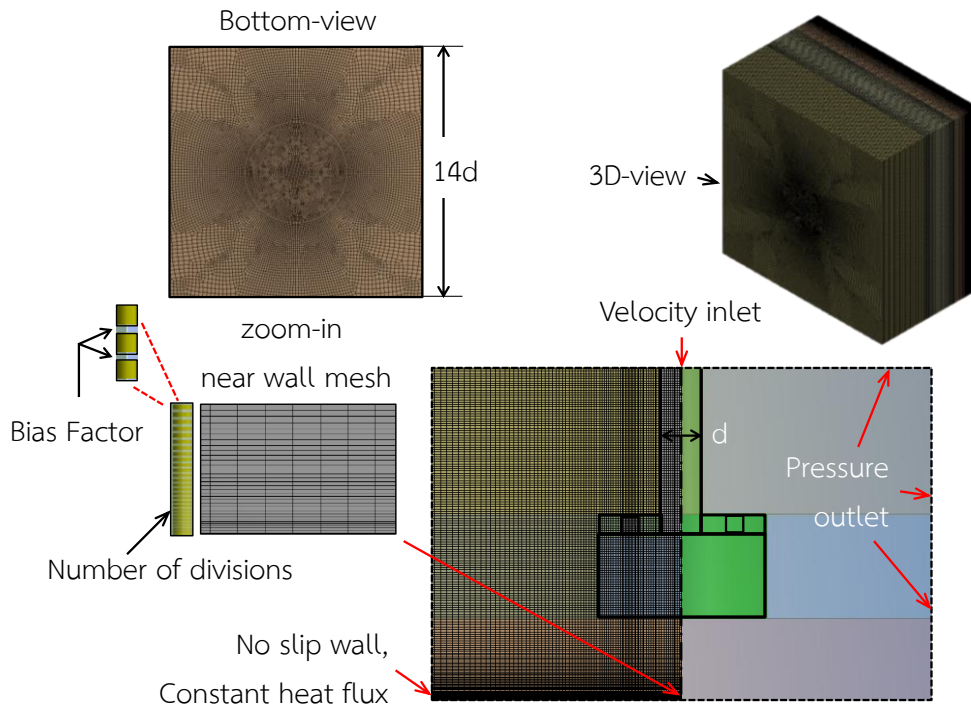 Bottom-view
14d
3D-view
zoom-in
Velocity inlet
near wall mesh
Bias Factor
d
Pressure
outlet
Number of divisions
No slip wall,
Constant heat flux